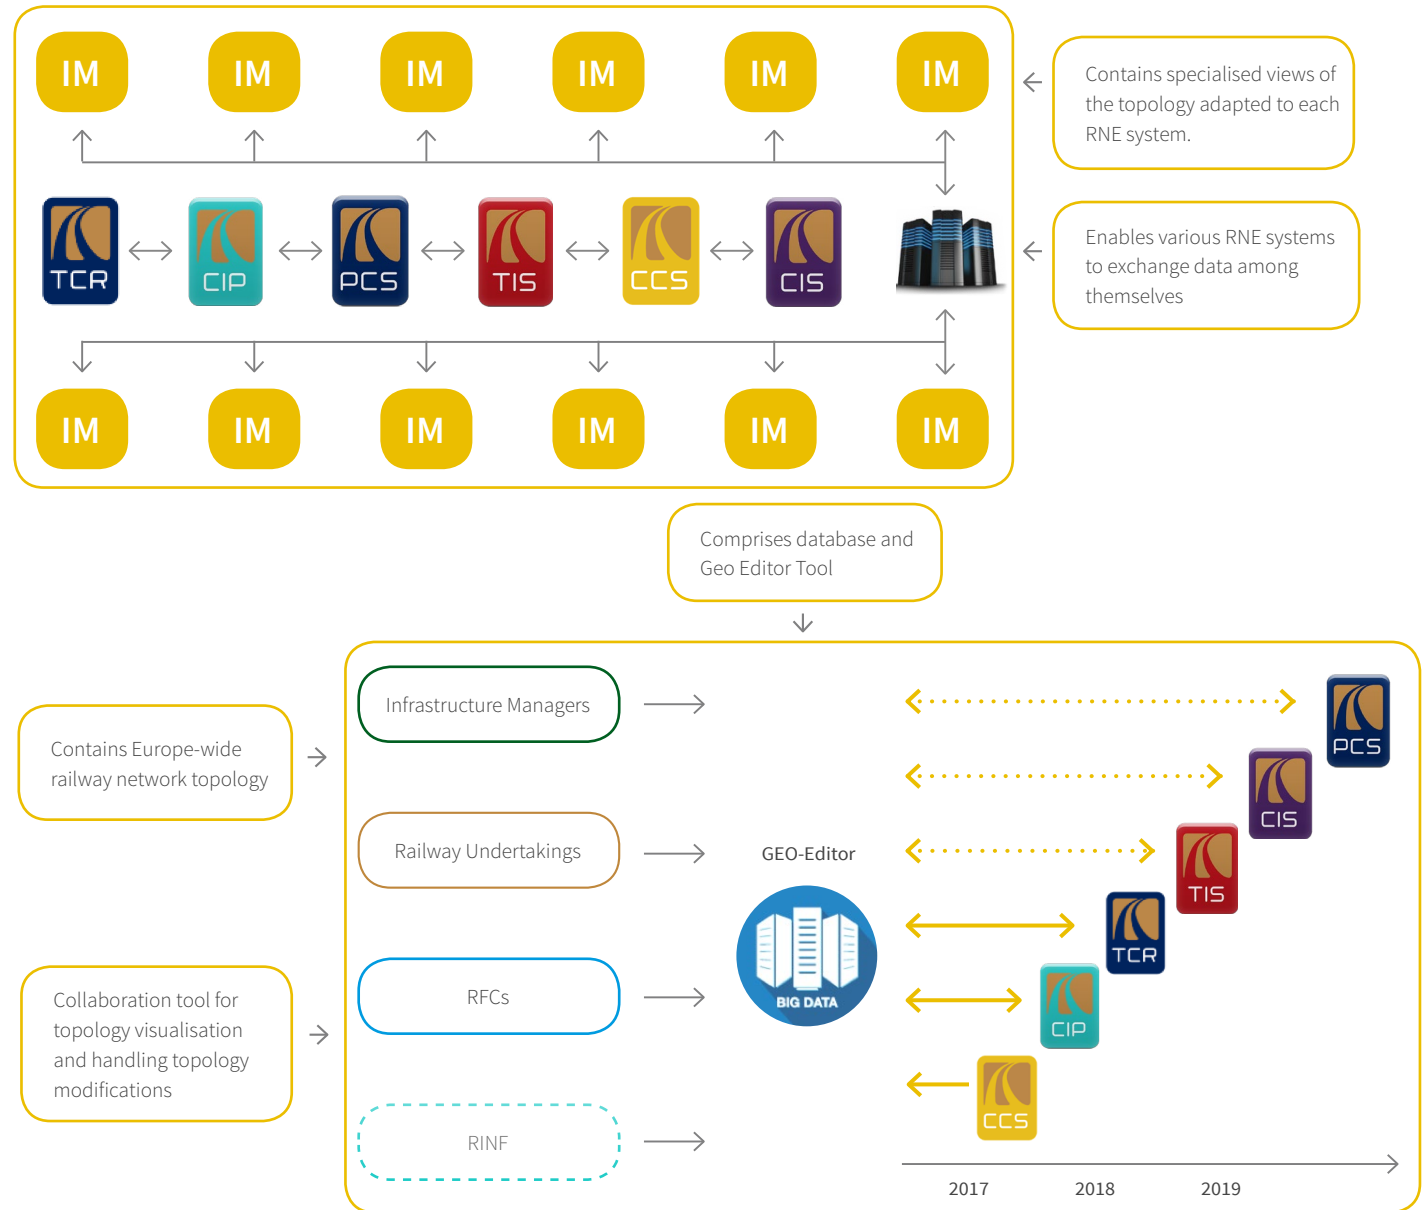 IM IM IM IM IM IM
Contains specialised views of
the topology adapted to each
RNE system.
TCR CIP PCS TIS CCS CIS
Enables various RNE systems
to exchange data among
themselves
IM IM IM IM IM IM
Comprises database and
Geo Editor Tool
Contains Europe-wide
railway network topology
Collaboration tool for
topology visualisation
and handling topology
modifications
Infrastructure Managers
Railway Undertakings
RFCs
RINF
GEO-Editor
BIG DATA
PCS
CIS
TIS
TCR
CIP
CCS
2017 2018 2019